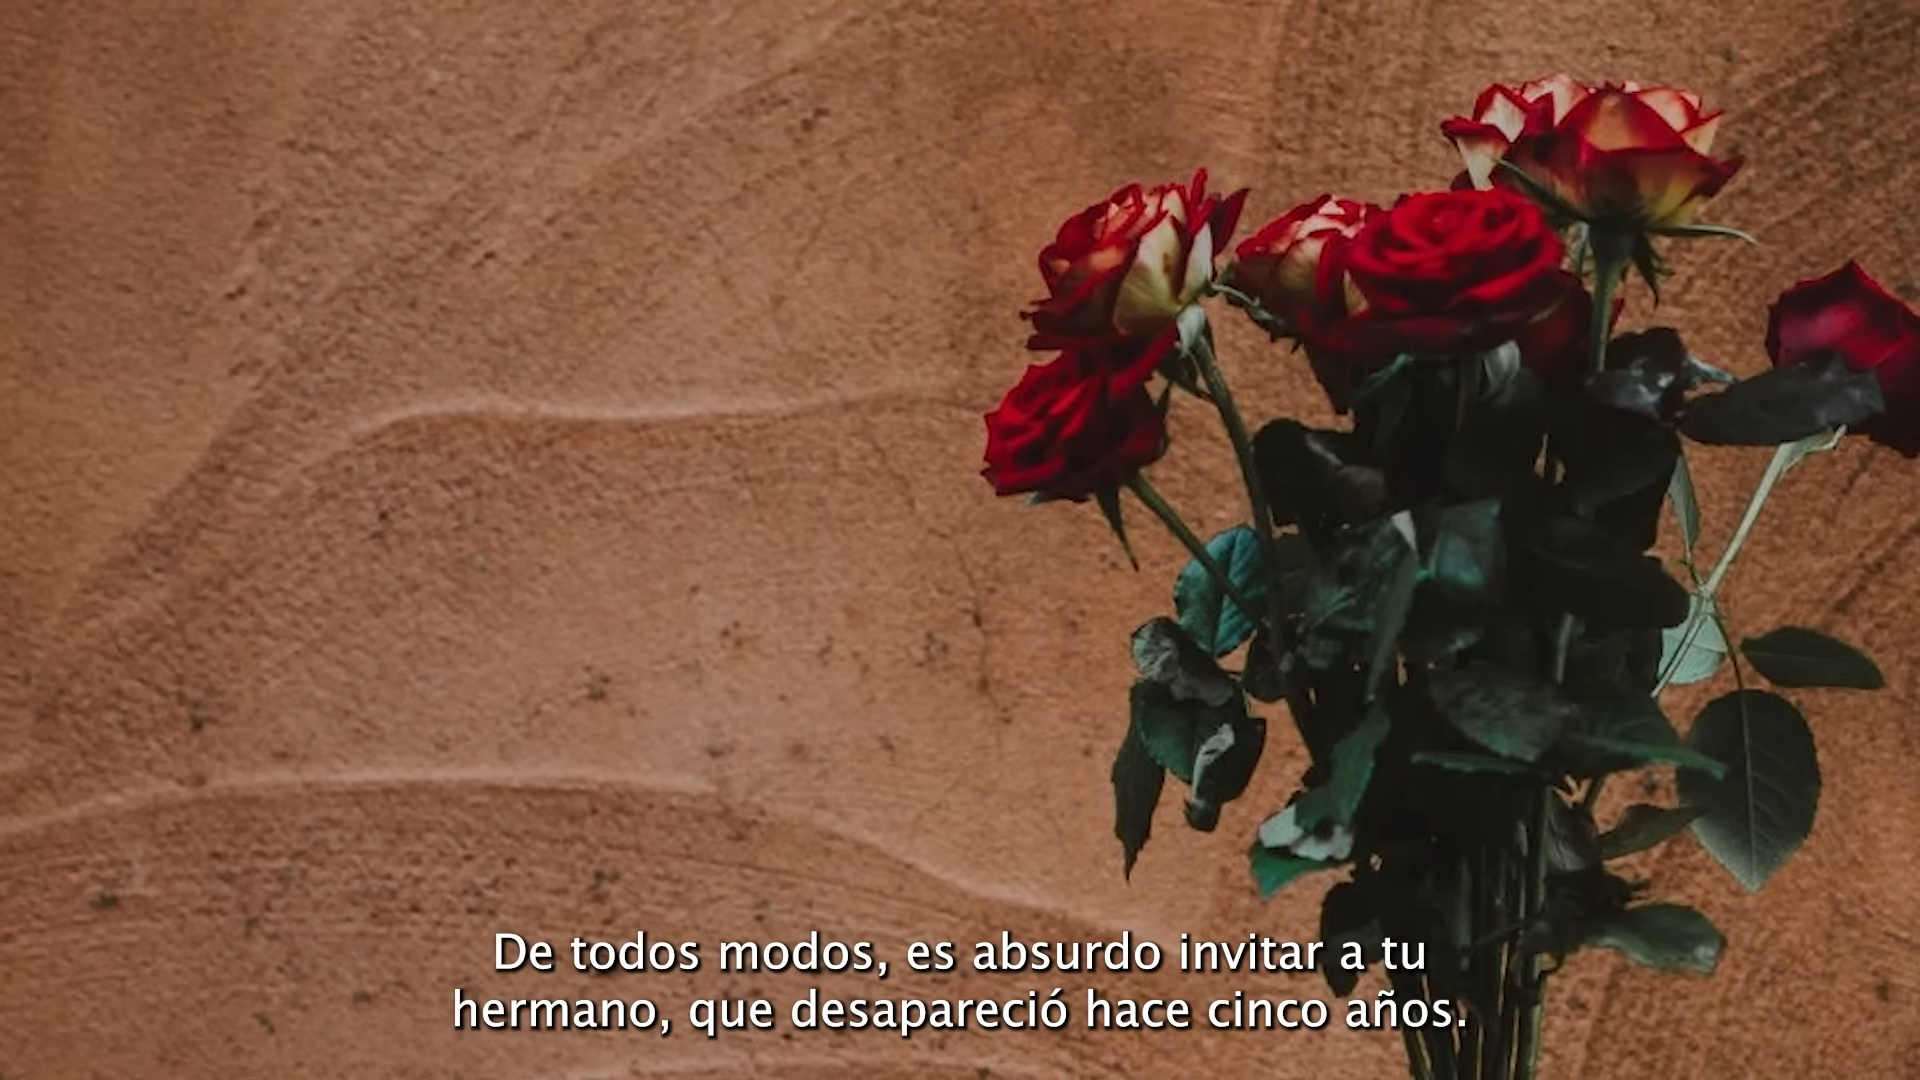 De todos modos, es absurdo invitar a tu
hermano, que desapareció hace cinco años.